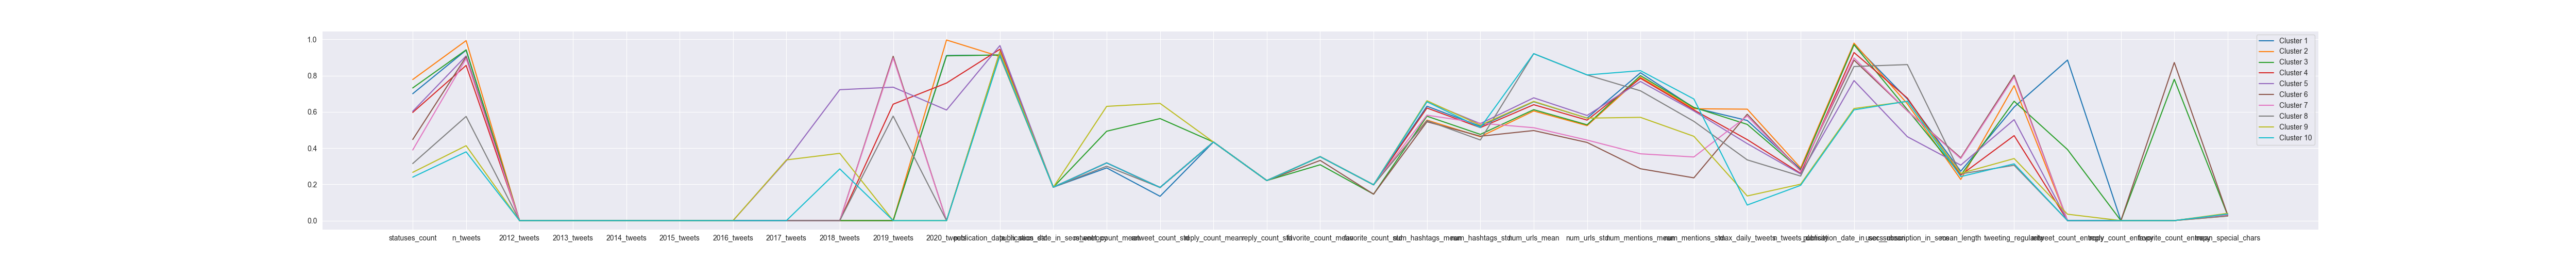 1.0
0.8
0.6
0.4
0.2
0.0
statuses_count
n_tweets
2012_tweets
2013_tweets
2014_tweets
2015_tweets
2016_tweets
2017_tweets
2018_tweets
2019_tweets
2020_tweets
retweet_count_mean
retweet_count_std
reply_count_mean
reply_count_std
favorite_count_mean
favorite_count_std
num_hashtags_mean
num_hashtags_std
num_urls_mean
num_urls_std
num_mentions_mean
num_mentions_std
max_daily_tweets
mean_length
tweeting_regularity
retweet_count_entropy
reply_count_entropy
favorite_count_entropy
mean_special_chars
Cluster 1
Cluster 2
Cluster 3
Cluster 4
Cluster 5
Cluster 6
Cluster 7
Cluster 8
Cluster 9
Cluster 10